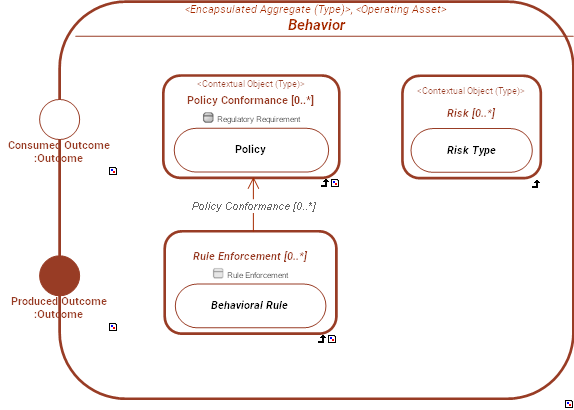 <Encapsulated Aggregate (Type)>, <Operating Asset>
Behavior
<Contextual Object (Type)>
Policy Conformance [0..*]
Regulatory Requirement
Policy
<Contextual Object (Type)>
Risk [0..*]
Risk Type
Consumed Outcome
:Outcome
Policy Conformance [0..*]
Rule Enforcement [0..*]
Rule Enforcement
Behavioral Rule
Produced Outcome
:Outcome